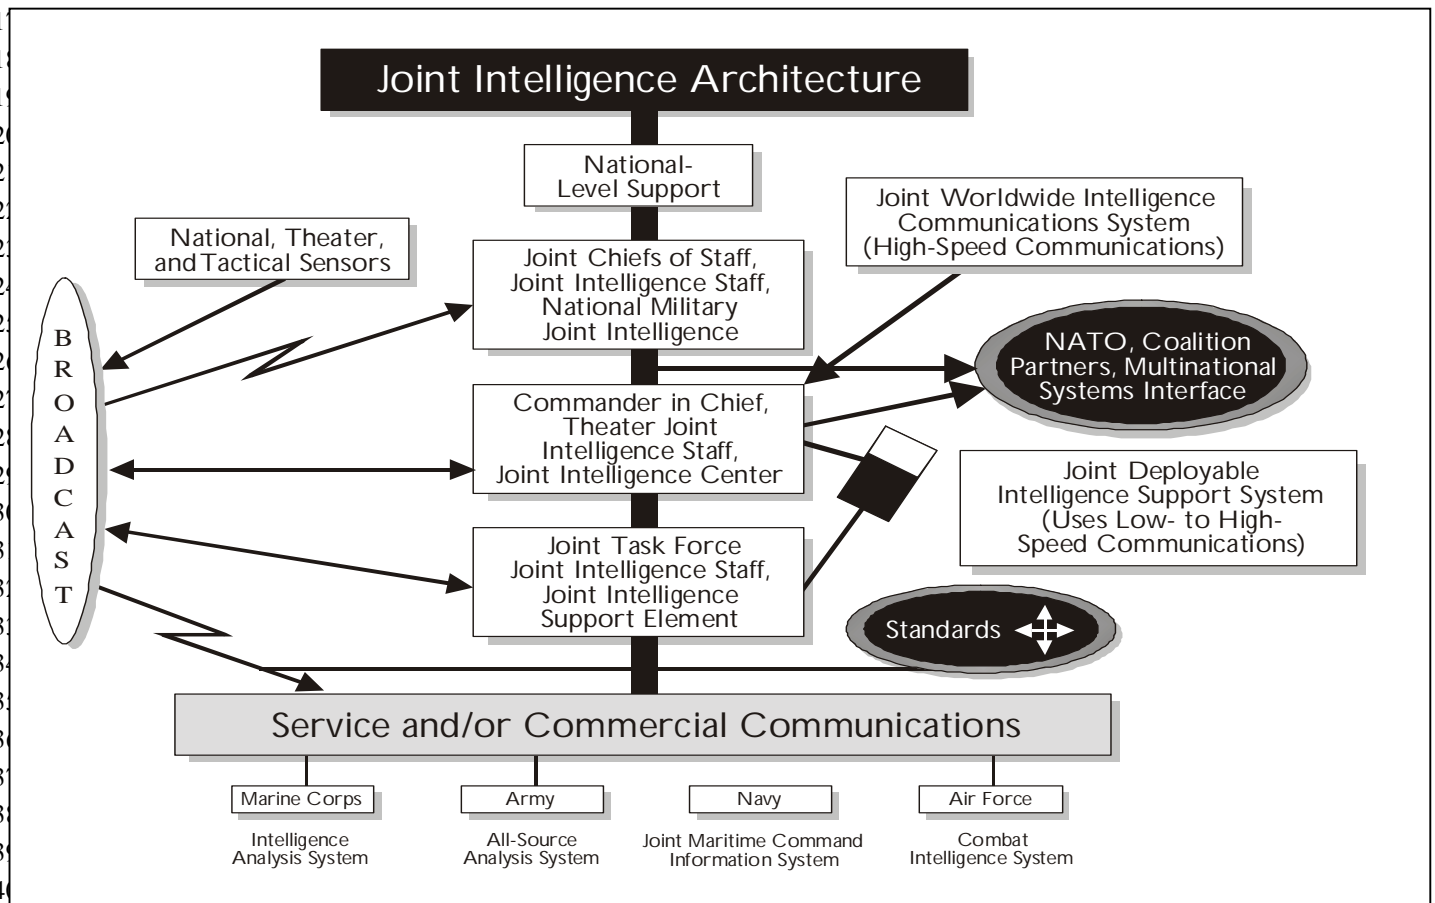 Joint Intelligence Architecture
National-
Level Support
Joint Worldwide Intelligence
Communications System
(High-Speed Communications)
National, Theater,
and Tactical Sensors
Joint Chiefs of Staff,
Joint Intelligence Staff,
National Military
Joint Intelligence
NATO, Coalition
Partners, Multinational
Systems Interface
BROADCAST
Commander in Chief,
Theater Joint
Intelligence Staff,
Joint Intelligence Center
Joint Deployable
Intelligence Support System
(Uses Low- to High-
Speed Communications)
Joint Task Force
Joint Intelligence Staff,
Joint Intelligence
Support Element
Standards
Service and/or Commercial Communications
Marine Corps
Army
Navy
Air Force
Intelligence
Analysis System
All-Source
Analysis System
Joint Maritime Command
Information System
Combat
Intelligence System